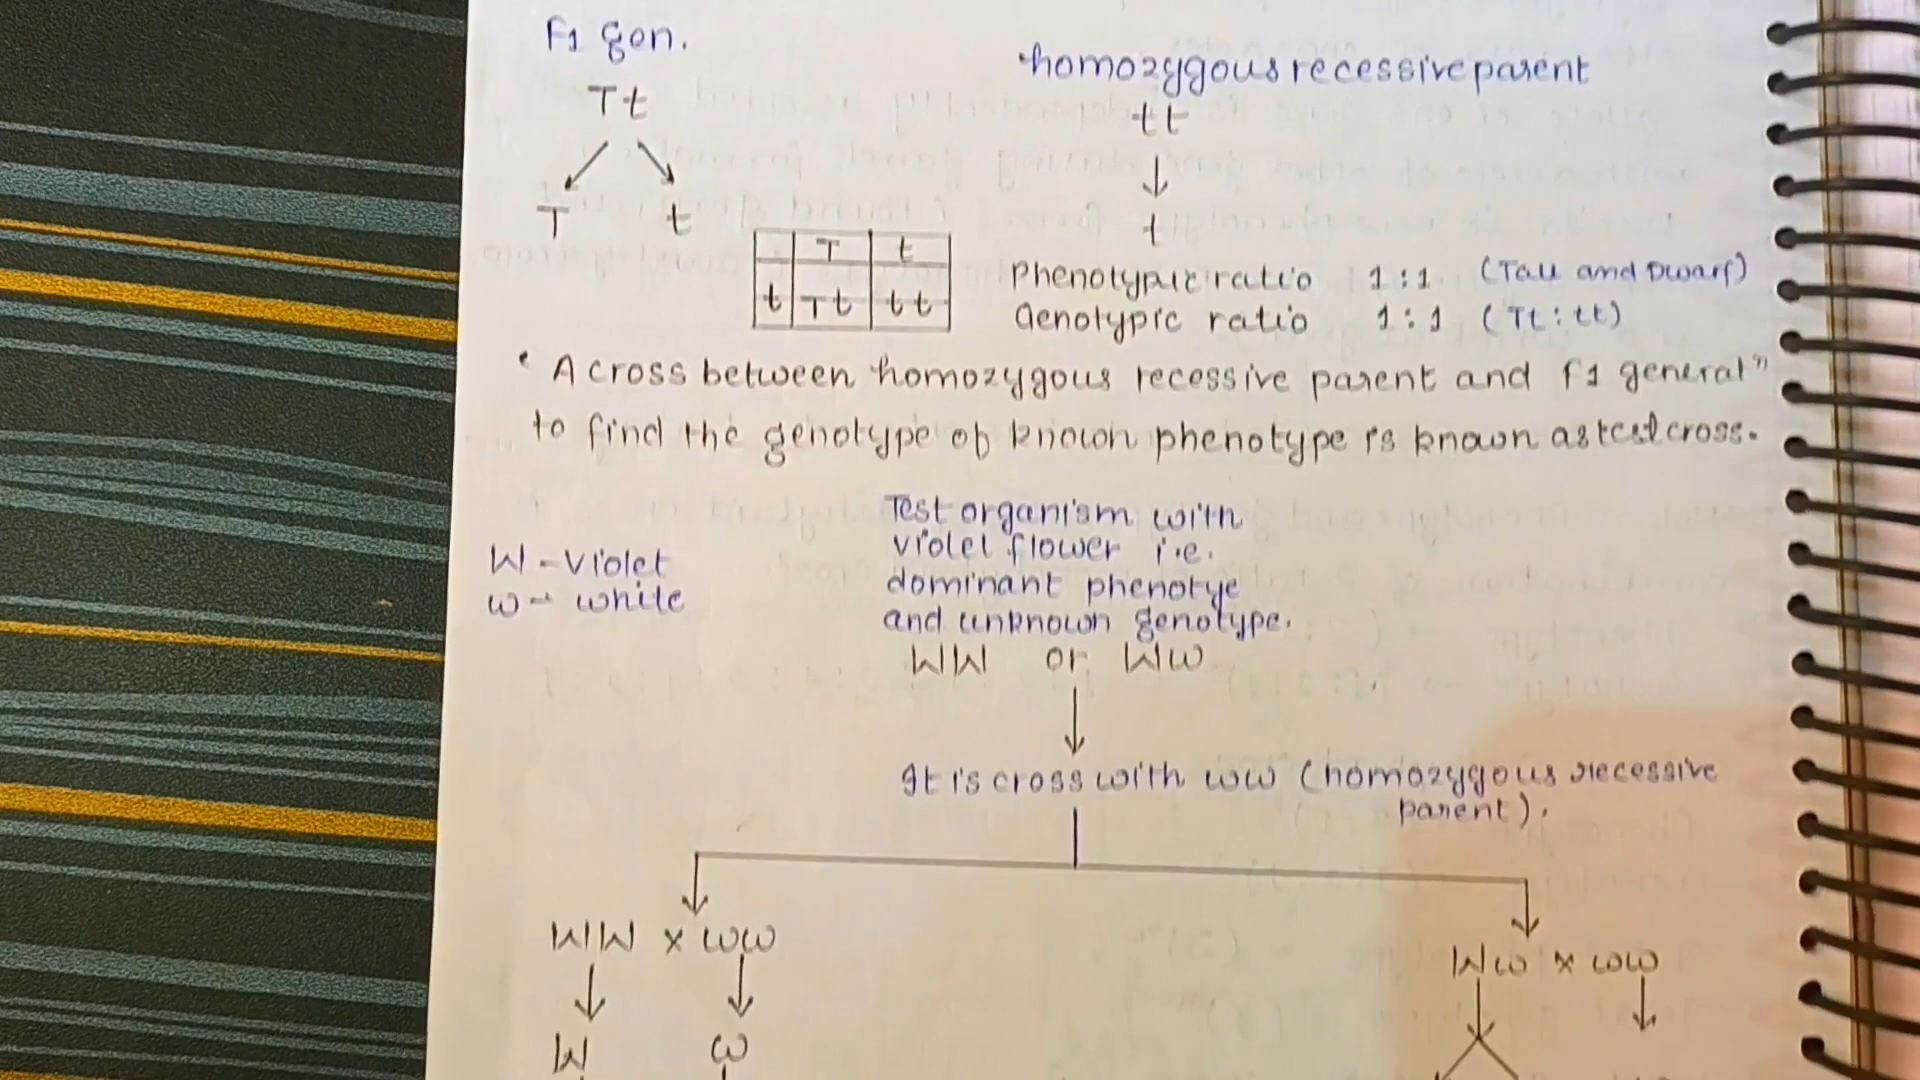 F1 gen.
homozygous recessive parent
Tt
tt
T t
t
T t
t Tt tt
Phenotypic ratio 1:1 (Tall and Dwarf)
Genotypic ratio 1:1 (Tt:tt)
" A cross between homozygous recessive parent and F1 general"
to find the genotype of known phenotype is known as test cross.
W - Violet
w - white
Test organism with
violet flower i.e.
dominant phenotye
and unknown genotype.
WW or Ww
It is cross with ww (homozygous recessive
parent).
WW x ww
Ww x ww
W w